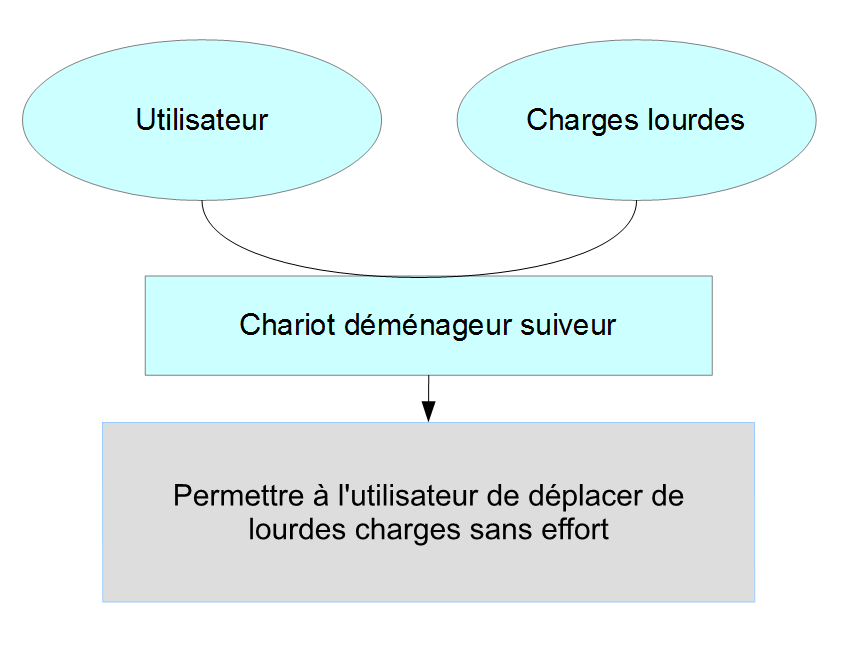 Utilisateur
Charges lourdes
Chariot déménageur suiveur
Permettre à l'utilisateur de déplacer de
lourdes charges sans effort